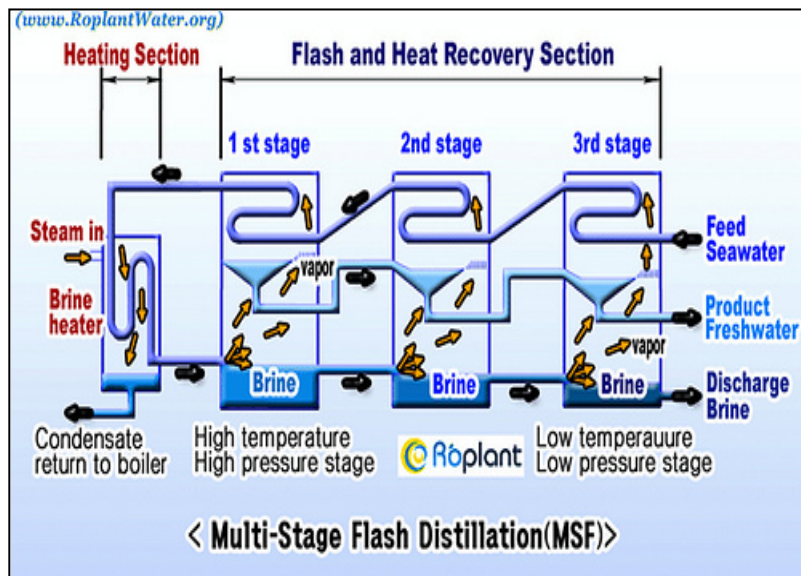 (www.RoplantWater.org)
Heating Section
Flash and Heat Recovery Section
1 st stage
2nd stage
3rd stage
Steam in
Feed
Seawater
vapor
Brine
heater
Product
Freshwater
vapor
Brine
Brine
Brine
Discharge
Brine
Condensate
return to boiler
High temperature
High pressure stage
Roplant
Low temperauure
Low pressure stage
< Multi-Stage Flash Distillation(MSF)>